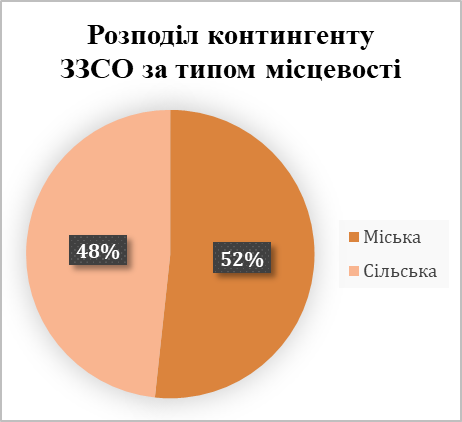 Розподіл контингенту
ЗЗСО за типом місцевості
48%
52%
Міська
Сільська